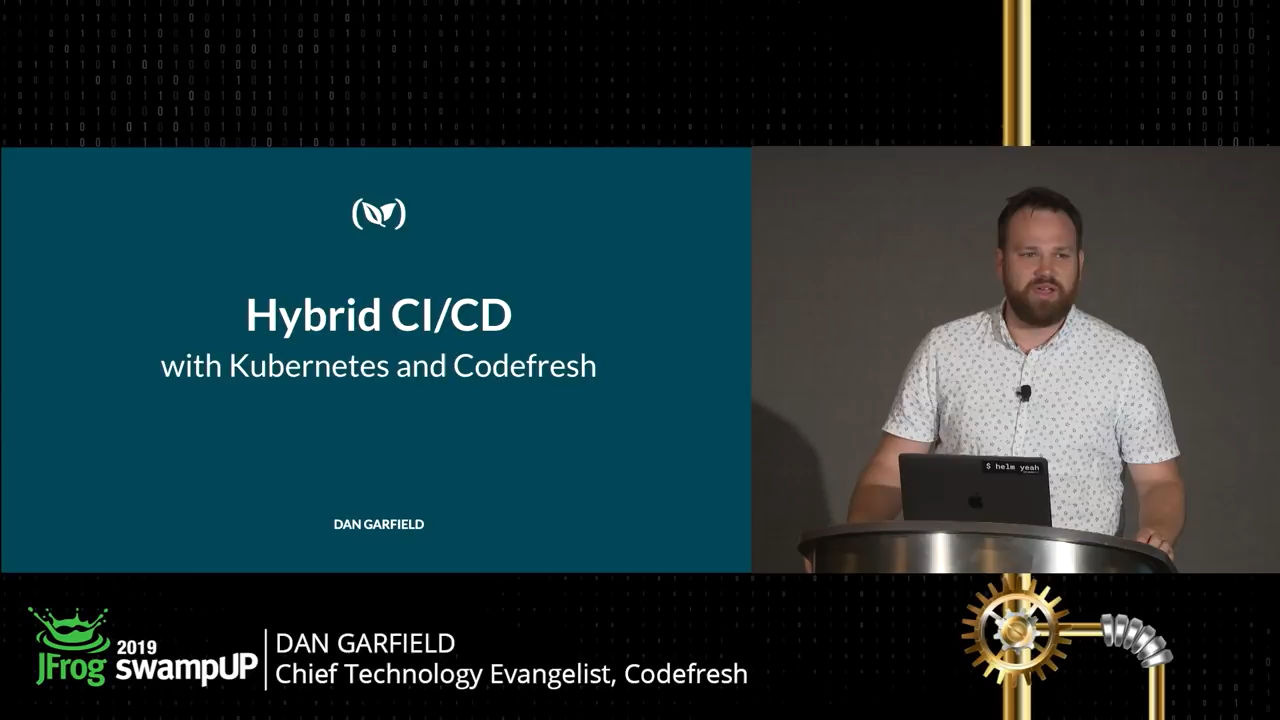 Hybrid CI/CD
with Kubernetes and Codefresh
DAN GARFIELD
$ helm yeah
2019
JFrog swampUP
DAN GARFIELD
Chief Technology Evangelist, Codefresh